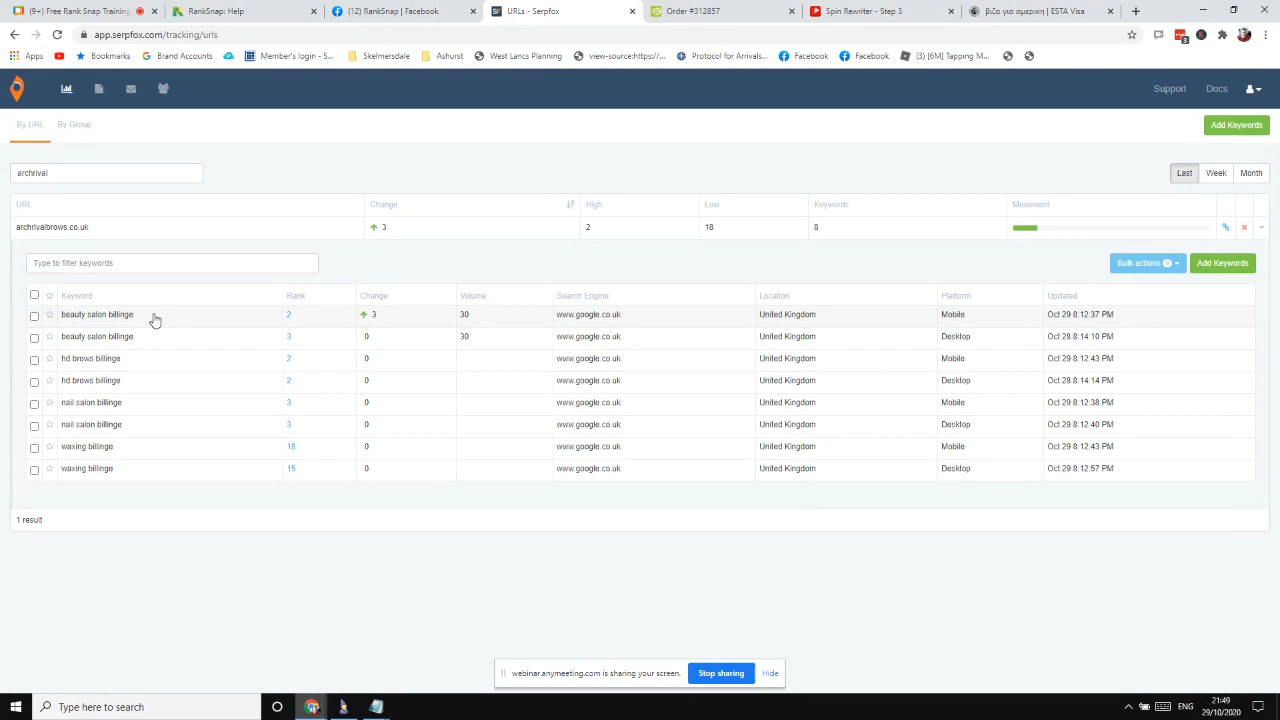 (9+) Free Rank Snap Training
RankSnap: Help
(12) RankSnap | Facebook
URLs - Serpfox
Order #312857
Spin Rewriter - Step 3
βίζα για αμερική | ESTA Visa
app.serpfox.com/tracking/urls
Apps
Bookmarks
Brand Accounts
Member's login - S...
Skelmersdale
Ashurst
West Lancs Planning
view-source:https://...
Protocol for Arrivals...
Facebook
Facebook
(3) [6M] Tapping M...
Support Docs
By URL By Group
Add Keywords
archrival
Last Week Month
URL Change High Low Keywords Movement
archrivalbrows.co.uk 3 2 18 8
Type to filter keywords
Bulk actions 0 Add Keywords
Keyword Rank Change Volume Search Engine Location Platform Updated
beauty salon billinge 2 3 30 www.google.co.uk United Kingdom Mobile Oct 29 8:12:37 PM
beauty salon billinge 3 0 30 www.google.co.uk United Kingdom Desktop Oct 28 8:14:10 PM
hd brows billinge 2 0 www.google.co.uk United Kingdom Mobile Oct 29 8:12:43 PM
hd brows billinge 2 0 www.google.co.uk United Kingdom Desktop Oct 28 8:14:14 PM
nail salon billinge 3 0 www.google.co.uk United Kingdom Mobile Oct 29 8:12:38 PM
nail salon billinge 3 0 www.google.co.uk United Kingdom Desktop Oct 29 8:12:40 PM
waxing billinge 18 0 www.google.co.uk United Kingdom Mobile Oct 29 8:12:43 PM
waxing billinge 15 0 www.google.co.uk United Kingdom Desktop Oct 29 8:12:57 PM
1 result
webinar.anymeeting.com is sharing your screen. Stop sharing Hide
Type here to search
ENG
21:49
29/10/2020